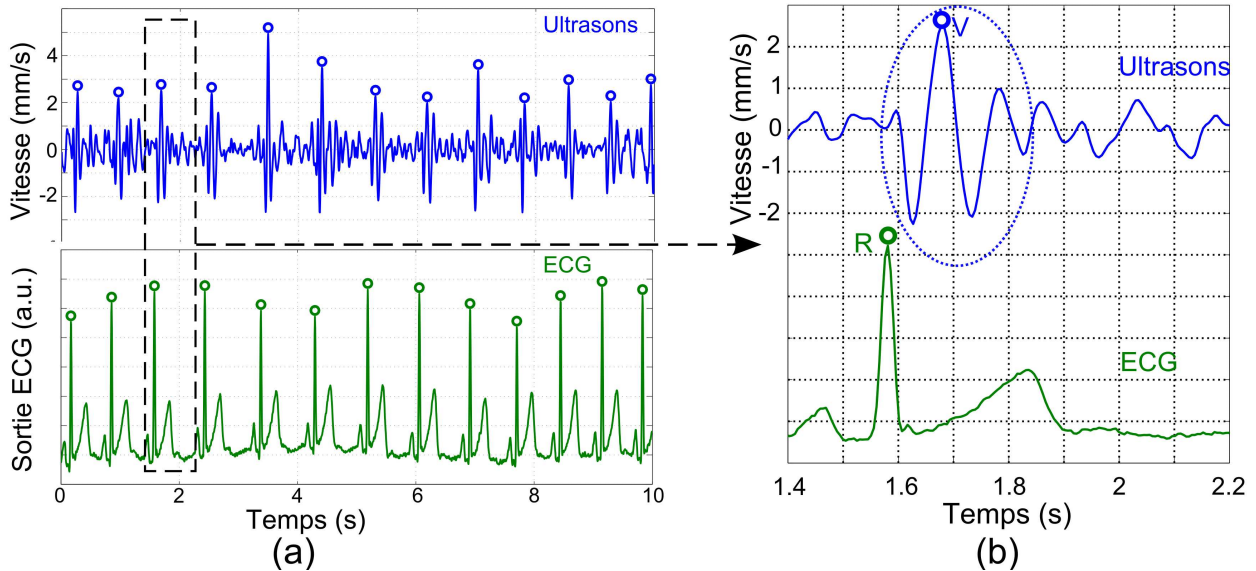 Ultrasons
Vitesse (mm/s)
4
2
0
-2
-
ECG
Sortie ECG (a.u.)
0
2
4
6
8
10
Temps (s)
(a)
V
Ultrasons
Vitesse (mm/s)
2
1
0
-1
-2
R
ECG
1.4
1.6
1.8
2
2.2
Temps (s)
(b)